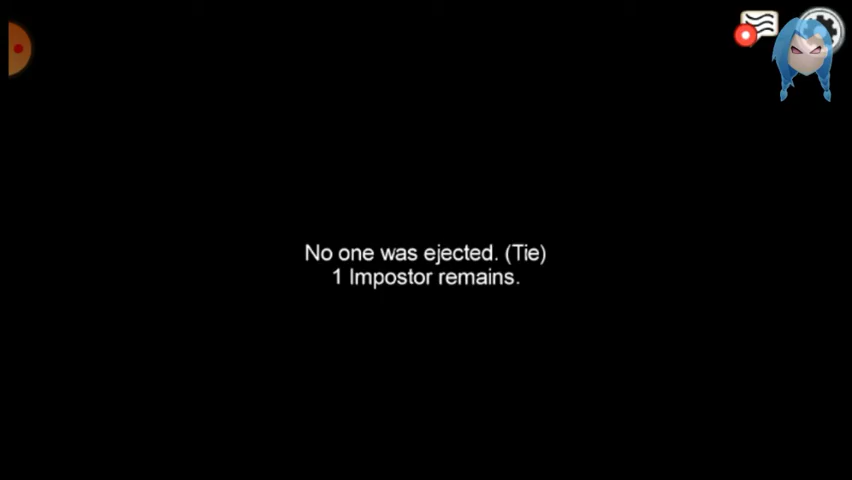 No one was ejected. (Tie)
1 Impostor remains.